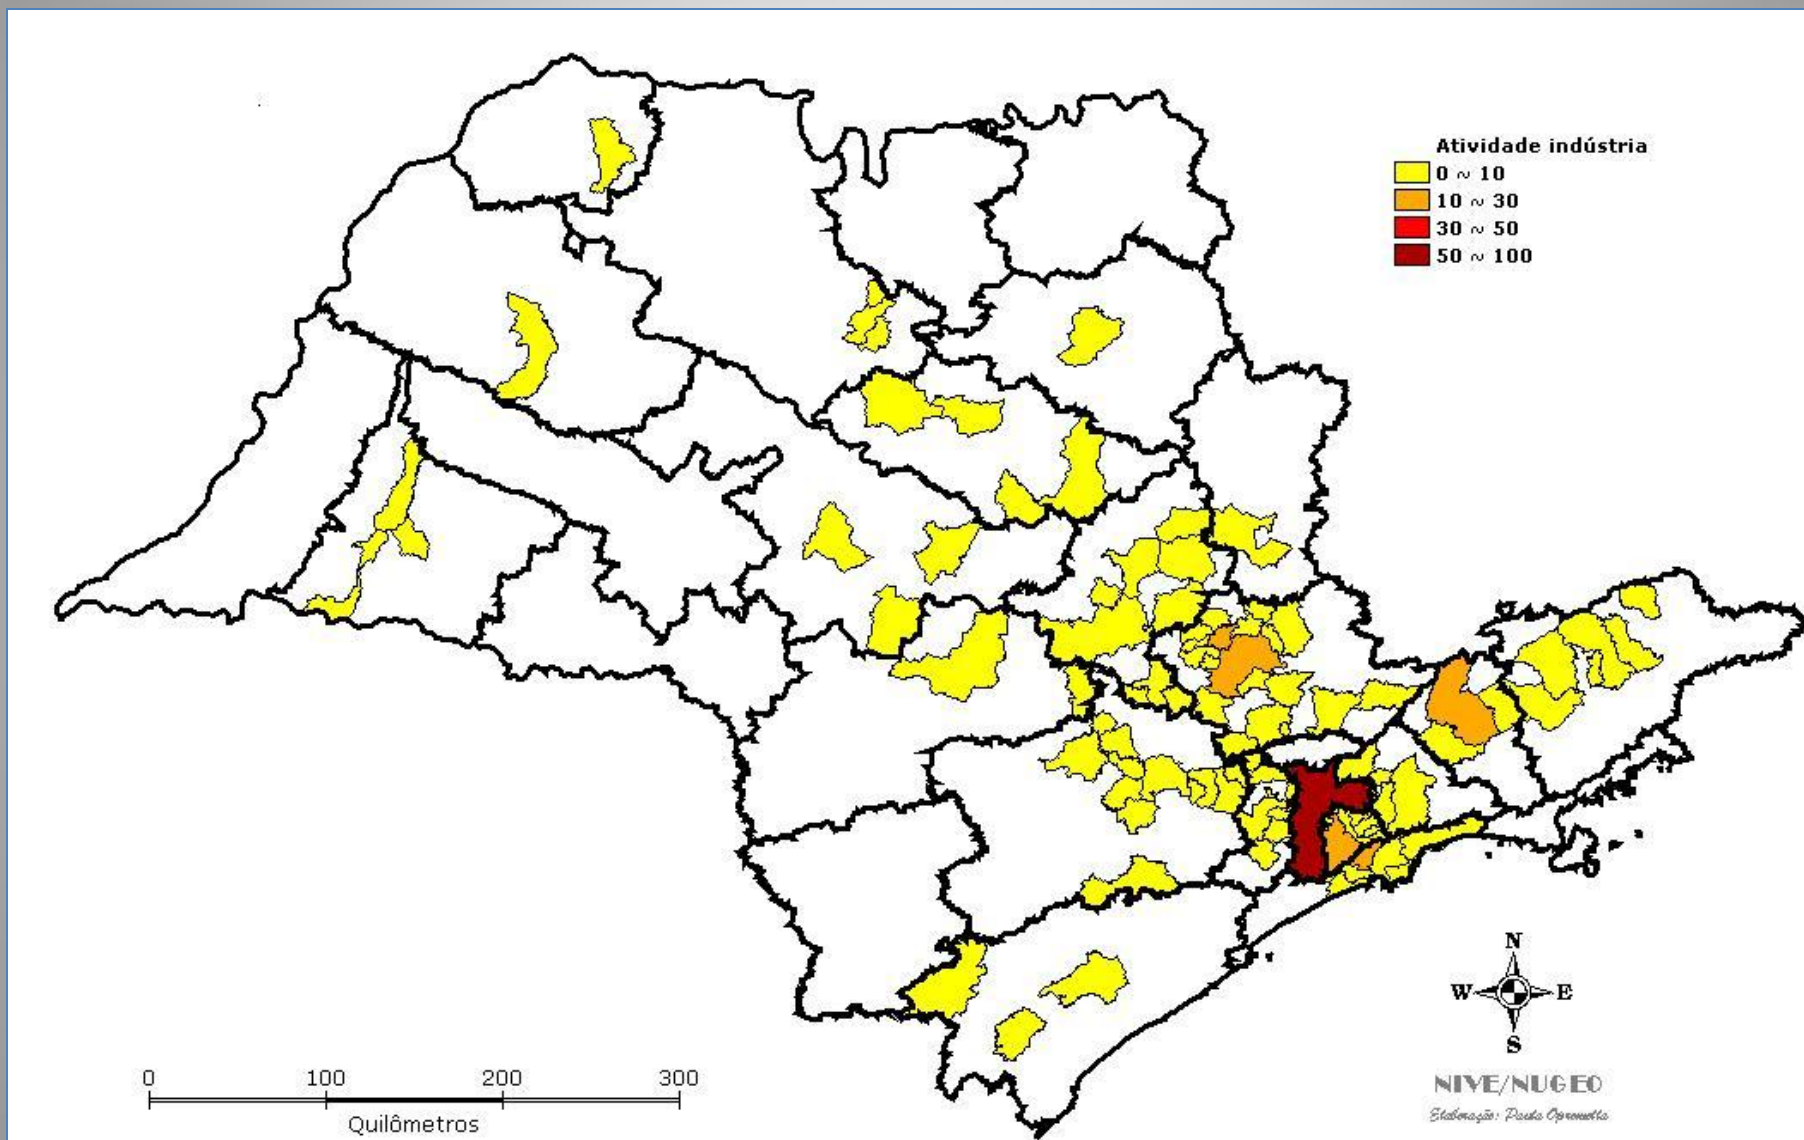 Atividade indústria
0 ~ 10
10 ~ 30
30 ~ 50
50 ~ 100
N
W E
S
0 100 200 300
Quilômetros
NIVE/NUGEO
Elaboração: Paula Opromolla